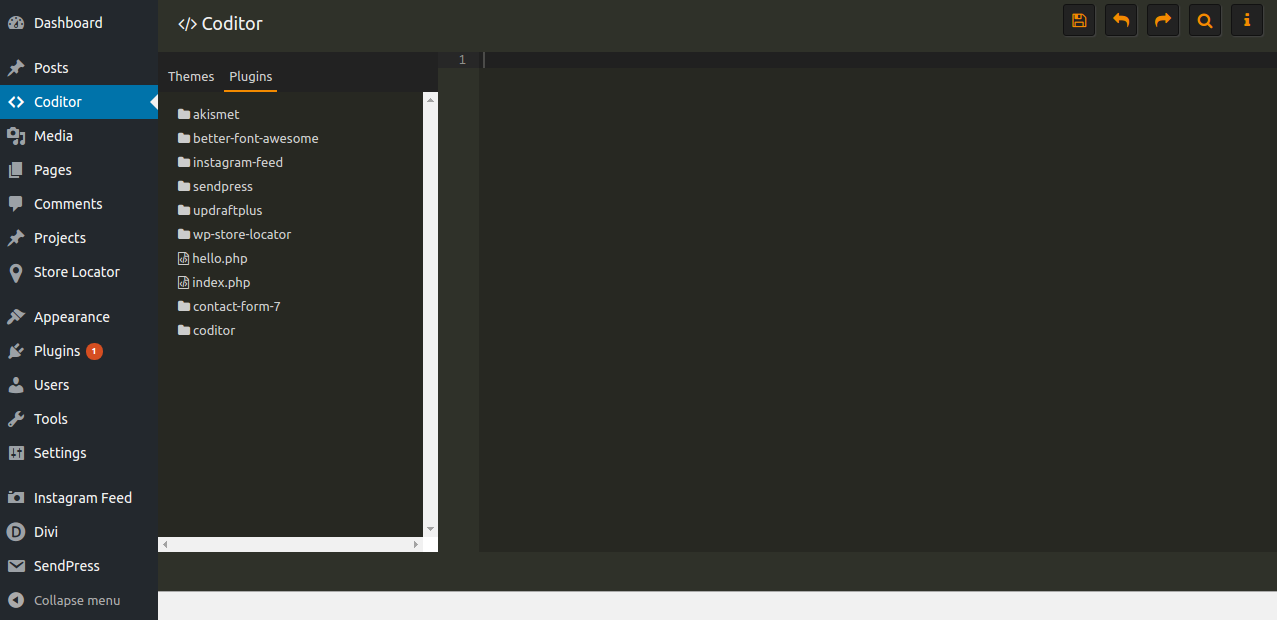 Dashboard
Posts
Coditor
Media
Pages
Comments
Projects
Store Locator
Appearance
Plugins 1
Users
Tools
Settings
Instagram Feed
Divi
SendPress
Collapse menu
</> Coditor
Themes Plugins
akismet
better-font-awesome
instagram-feed
sendpress
updraftplus
wp-store-locator
hello.php
index.php
contact-form-7
coditor
1